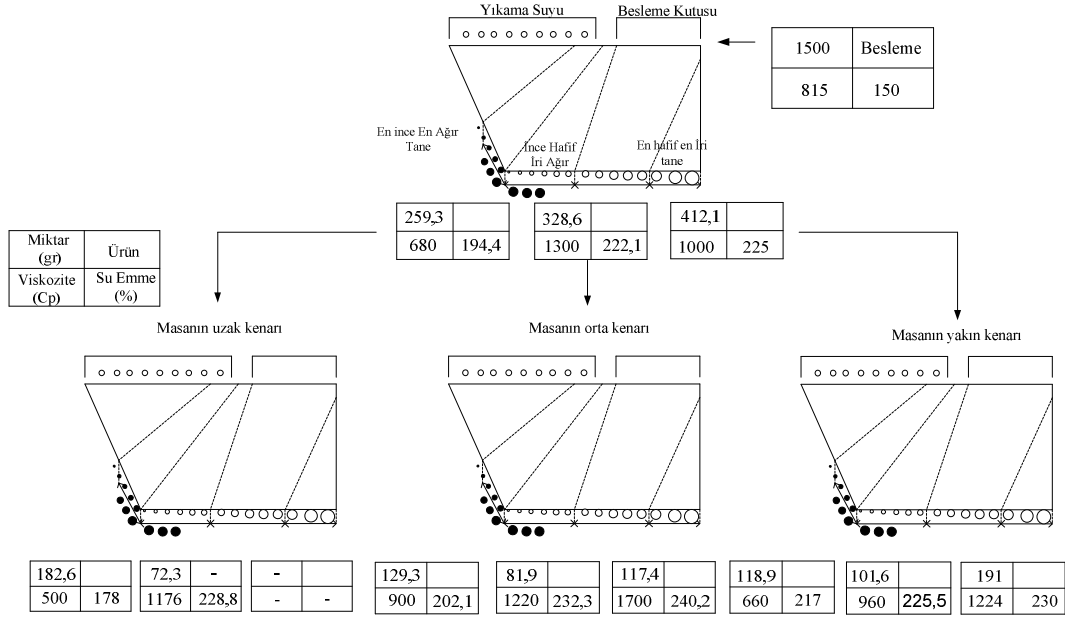 Yıkama Suyu
Besleme Kutusu
1500 Besleme
815 150
En ince En Ağır
Tane
İnce Hafif
İri Ağır
En hafif en İri
tane
259,3
680 194,4
328,6
1300 222,1
412,1
1000 225
Miktar
(gr)
Ürün
Viskozite
(Cp)
Su Emme
(%)
Masanın uzak kenarı
Masanın orta kenarı
Masanın yakın kenarı
182,6
500 178
72,3 -
1176 228,8
-
- -
129,3
900 202,1
81,9
1220 232,3
117,4
1700 240,2
118,9
660 217
101,6
960 225,5
191
1224 230